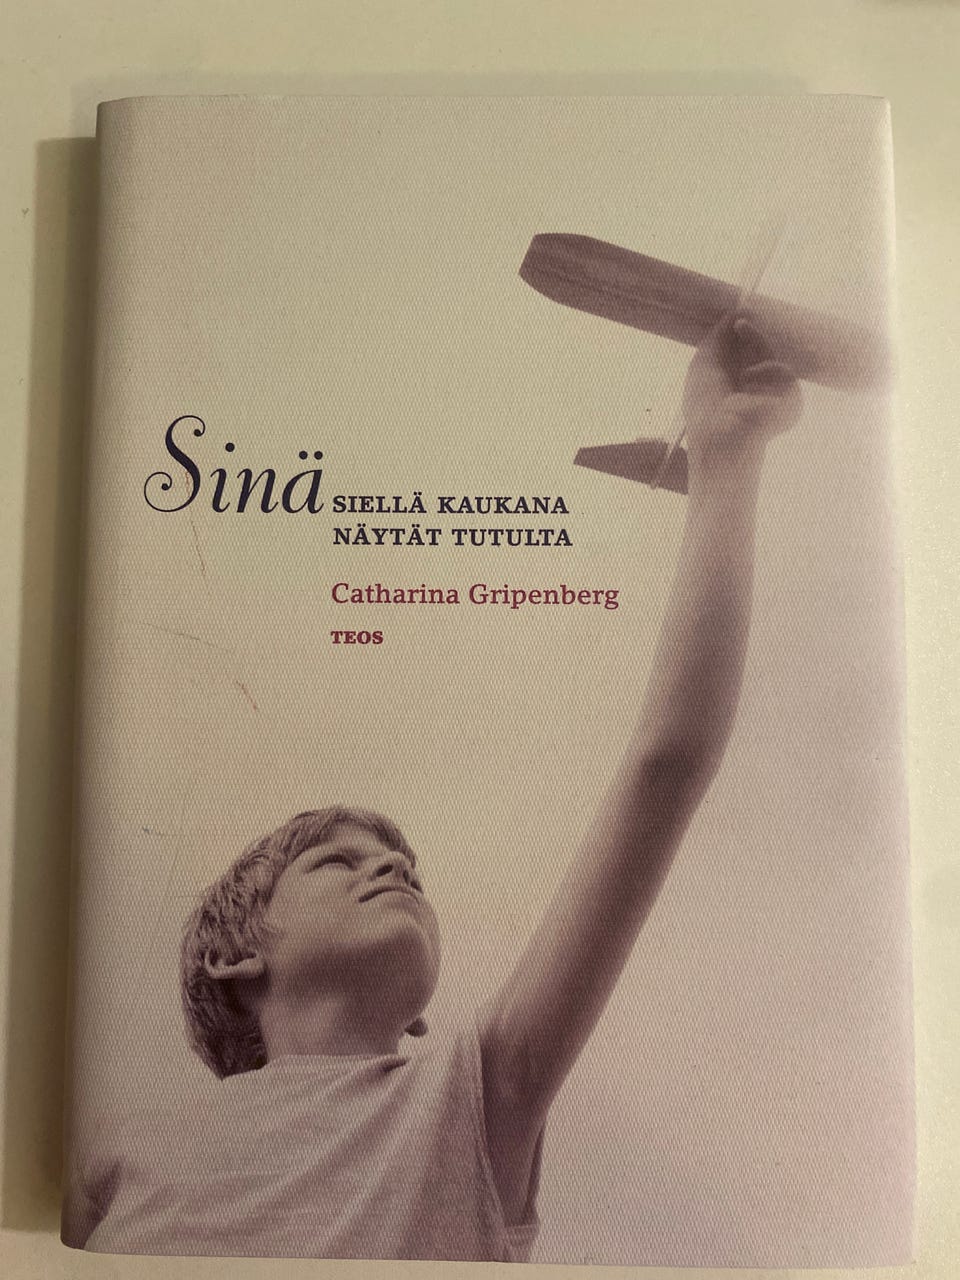 Sinä SIELLÄ KAUKANA
NÄYTÄT TUTULTA
Catharina Gripenberg
TEOS